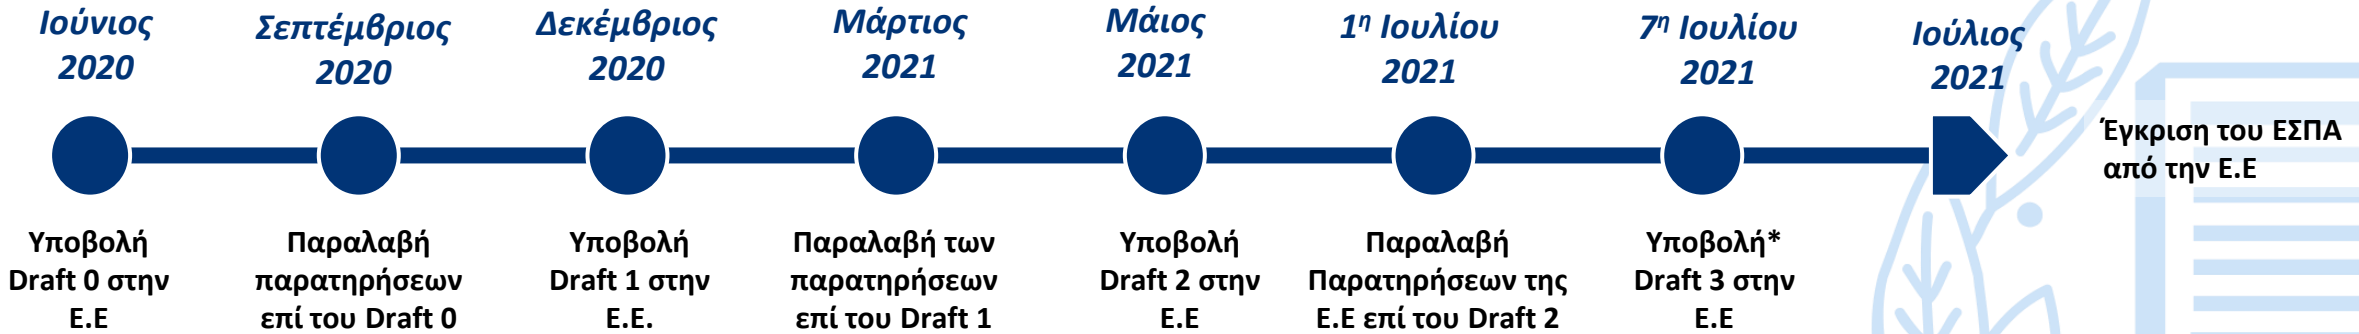 Ιούνιος
2020
Σεπτέμβριος
2020
Δεκέμβριος
2020
Μάρτιος
2021
Μάιος
2021
1η Ιουλίου
2021
7η Ιουλίου
2021
Ιούλιος
2021
Έγκριση του ΕΣΠΑ
από την Ε.Ε
Υποβολή
Draft 0 στην
Ε.Ε
Παραλαβή
παρατηρήσεων
επί του Draft 0
Υποβολή
Draft 1 στην
Ε.Ε.
Παραλαβή των
παρατηρήσεων
επί του Draft 1
Υποβολή
Draft 2 στην
Ε.Ε
Παραλαβή
Παρατηρήσεων της
Ε.Ε επί του Draft 2
Υποβολή*
Draft 3 στην
Ε.Ε